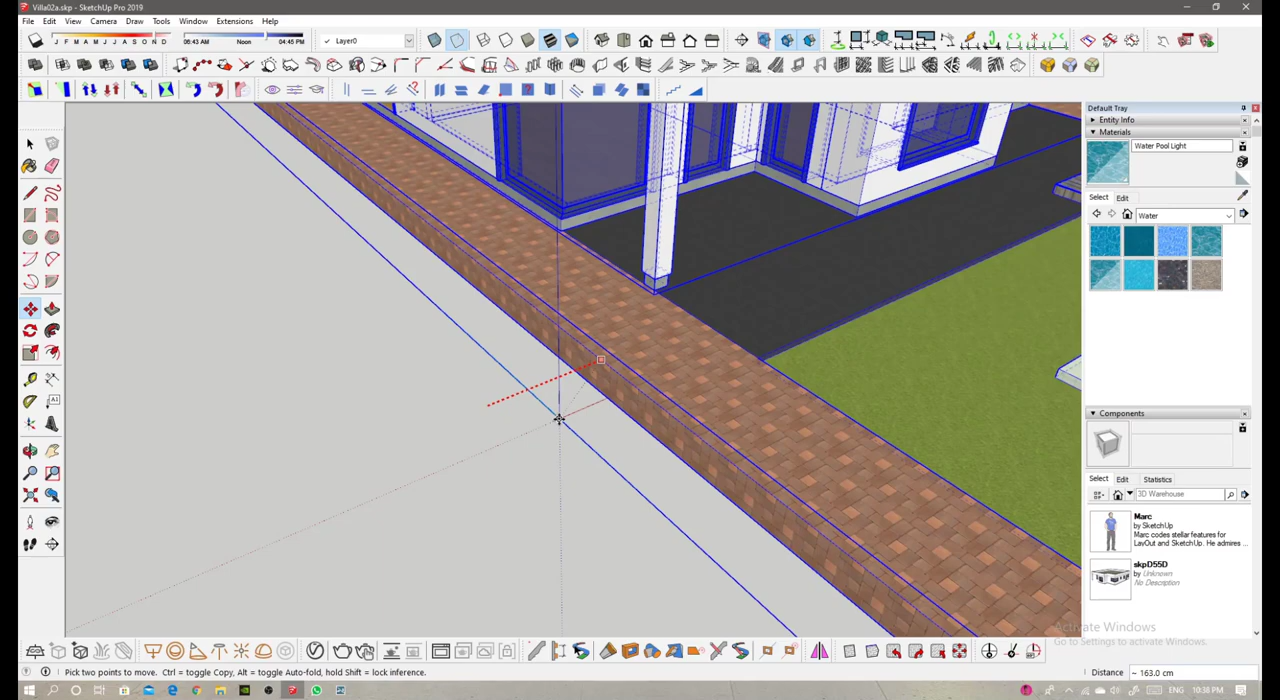 Villa02a.skp - SketchUp Pro 2019
File Edit View Camera Draw Tools Window Extensions Help
J F M A M J J A S O N D
06:43 AM Noon 04:45 PM
Layer0
Default Tray
Entity Info
Materials
Water Pool Light
Select Edit
Water
Components
Select Edit Statistics
3D Warehouse
Marc
by SketchUp
Marc codes stellar features for
LayOut and SketchUp. He admires ...
skpD55D
by Unknown
No Description
Activate Windows
Go to Settings to activate Windows.
Pick two points to move. Ctrl = toggle Copy, Alt = toggle Auto-fold, hold Shift = lock inference.
Distance ~ 163.0 cm
ENG 10:38 PM